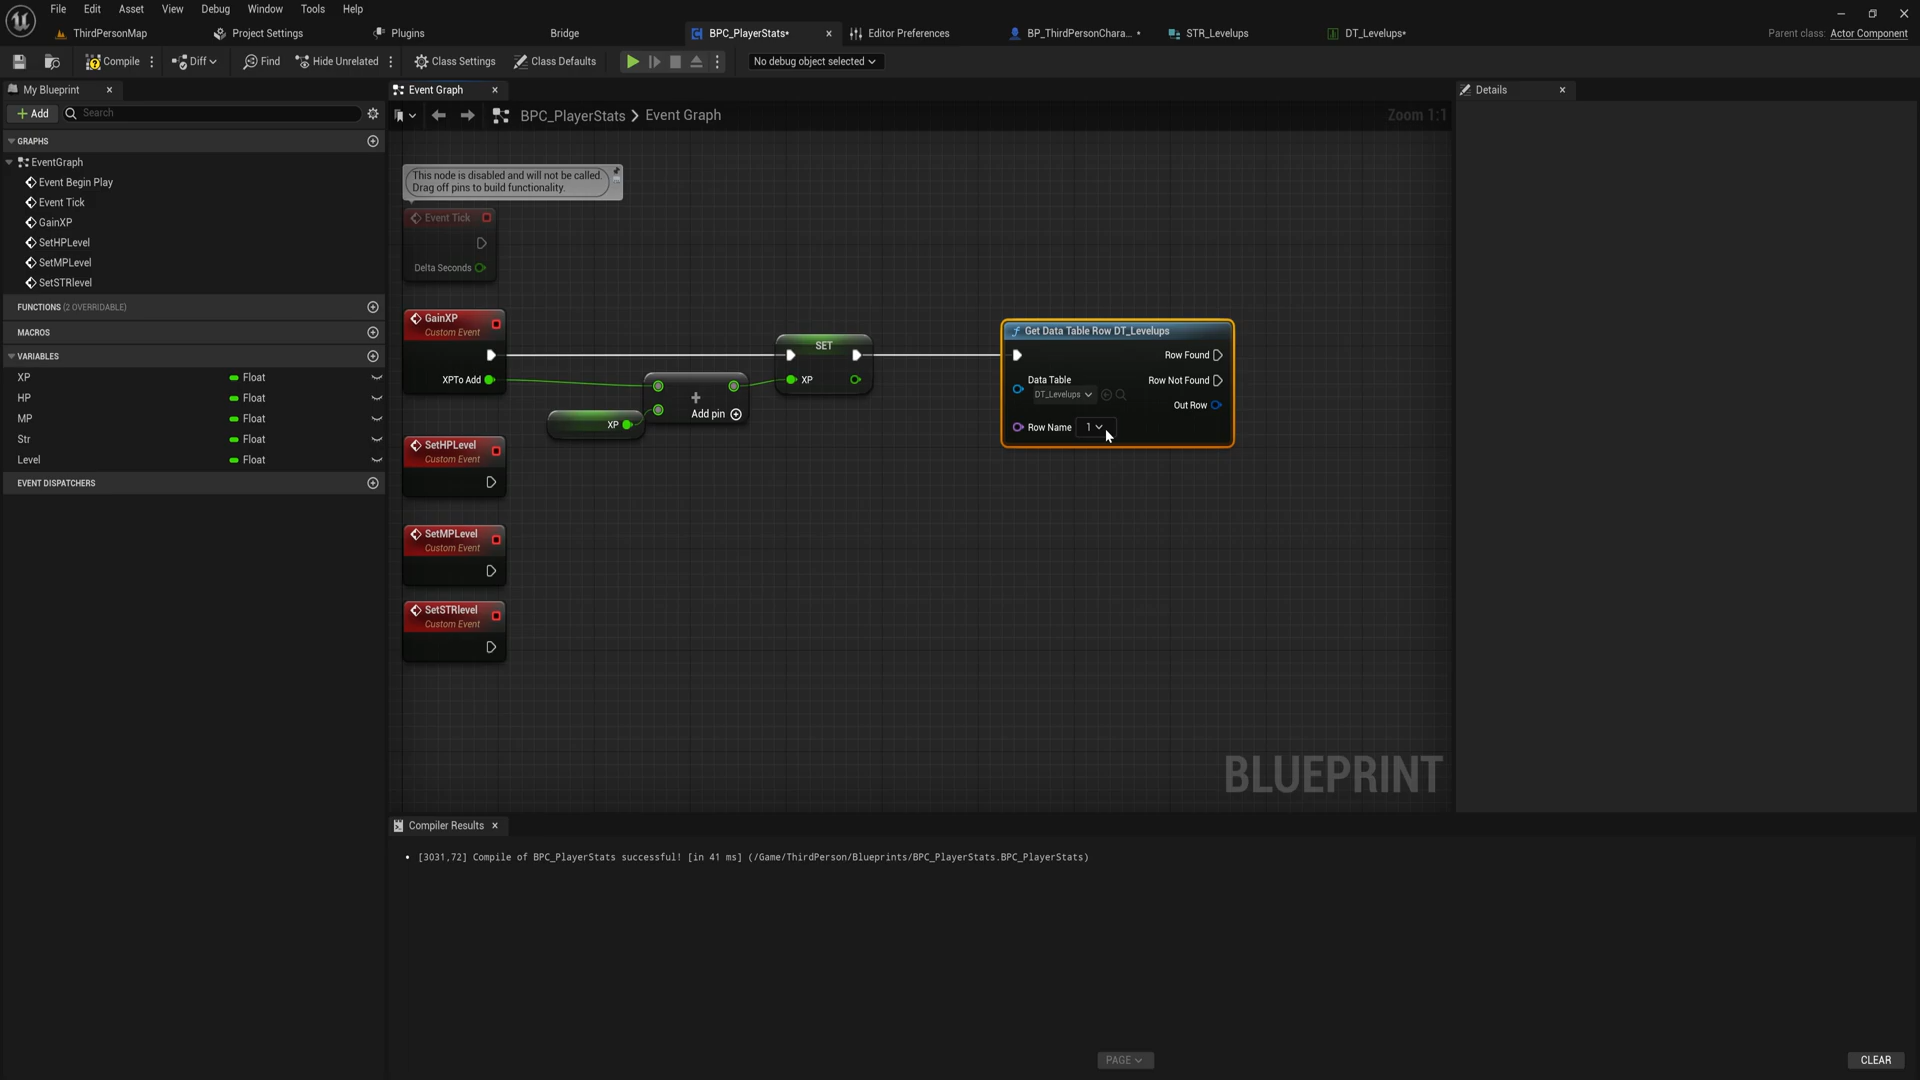 File Edit Asset View Debug Window Tools Help
ThirdPersonMap Project Settings Plugins Bridge BPC_PlayerStats* Editor Preferences BP_ThirdPersonChara... * STR_Levelups DT_Levelups* Parent class: Actor Component
Compile Diff Find Hide Unrelated Class Settings Class Defaults No debug object selected
My Blueprint
Event Graph
Details
Add Search
BPC_PlayerStats > Event Graph
Zoom 1:1
GRAPHS
EventGraph
Event Begin Play
Event Tick
GainXP
SetHPLevel
SetMPLevel
SetSTRlevel
FUNCTIONS (2 OVERRIDABLE)
MACROS
VARIABLES
XP Float
HP Float
MP Float
Str Float
Level Float
EVENT DISPATCHERS
This node is disabled and will not be called.
Drag off pins to build functionality.
Event Tick
Delta Seconds
GainXP
Custom Event
XPTo Add
XP
Add pin
SET
XP
Get Data Table Row DT_Levelups
Row Found
Data Table
DT_Levelups
Row Not Found
Out Row
Row Name 1
SetHPLevel
Custom Event
SetMPLevel
Custom Event
SetSTRlevel
Custom Event
BLUEPRINT
Compiler Results
[3031,72] Compile of BPC_PlayerStats successful! [in 41 ms] (/Game/ThirdPerson/Blueprints/BPC_PlayerStats.BPC_PlayerStats)
PAGE
CLEAR